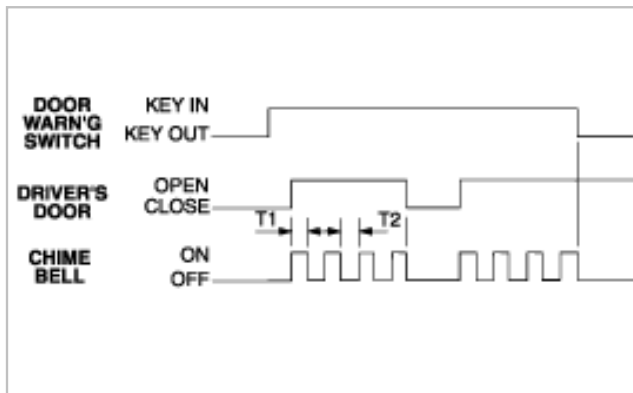 DOOR
WARN'G
SWITCH
KEY IN
KEY OUT
DRIVER'S
DOOR
OPEN
CLOSE
T1
T2
CHIME
BELL
ON
OFF